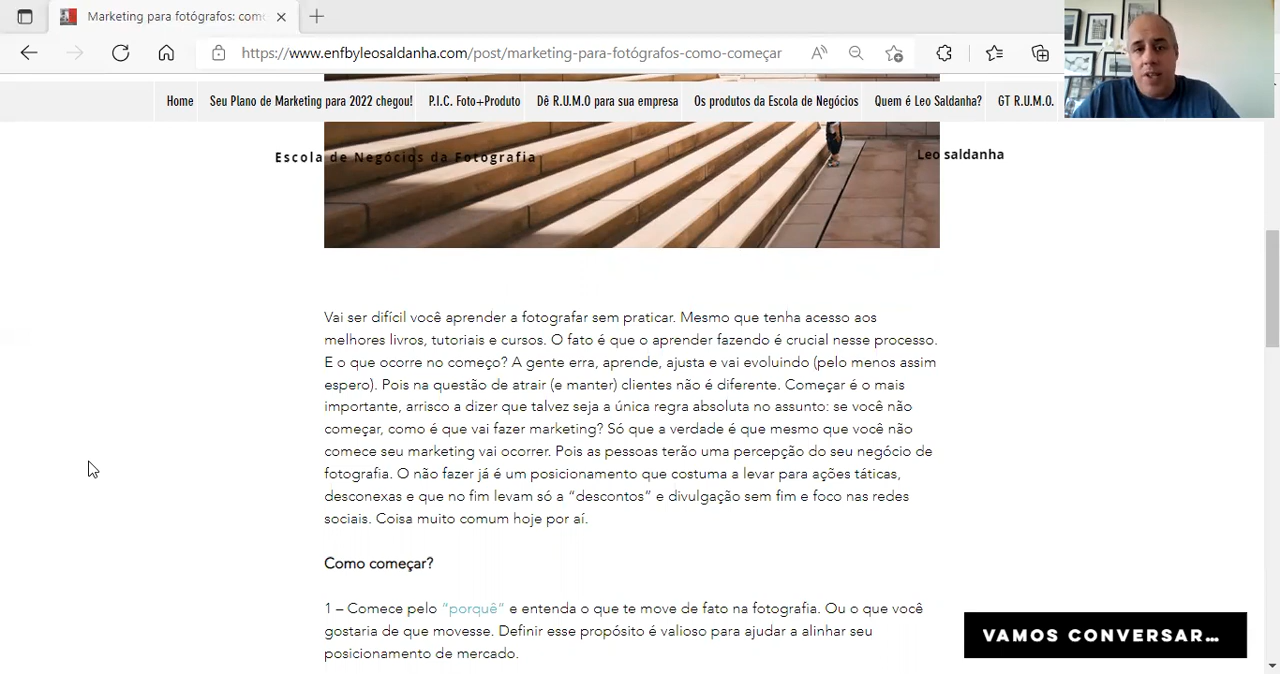 Marketing para fotógrafos: com
https://www.enfbyleosaldanha.com/post/marketing-para-fotógrafos-como-começar
Home Seu Plano de Marketing para 2022 chegou! P.I.C. Foto+Produto Dê R.U.M.O para sua empresa Os produtos da Escola de Negócios Quem é Leo Saldanha? GT R.U.M.O.
Escola de Negócios da Fotografia
Leo saldanha
Vai ser difícil você aprender a fotografar sem praticar. Mesmo que tenha acesso aos
melhores livros, tutoriais e cursos. O fato é que o aprender fazendo é crucial nesse processo.
E o que ocorre no começo? A gente erra, aprende, ajusta e vai evoluindo (pelo menos assim
espero). Pois na questão de atrair (e manter) clientes não é diferente. Começar é o mais
importante, arrisco a dizer que talvez seja a única regra absoluta no assunto: se você não
começar, como é que vai fazer marketing? Só que a verdade é que mesmo que você não
comece seu marketing vai ocorrer. Pois as pessoas terão uma percepção do seu negócio de
fotografia. O não fazer já é um posicionamento que costuma a levar para ações táticas,
desconexas e que no fim levam só a “descontos” e divulgação sem fim e foco nas redes
sociais. Coisa muito comum hoje por aí.
Como começar?
1 – Comece pelo “porquê” e entenda o que te move de fato na fotografia. Ou o que você
gostaria de que movesse. Definir esse propósito é valioso para ajudar a alinhar seu
posicionamento de mercado.
VAMOS CONVERSAR...